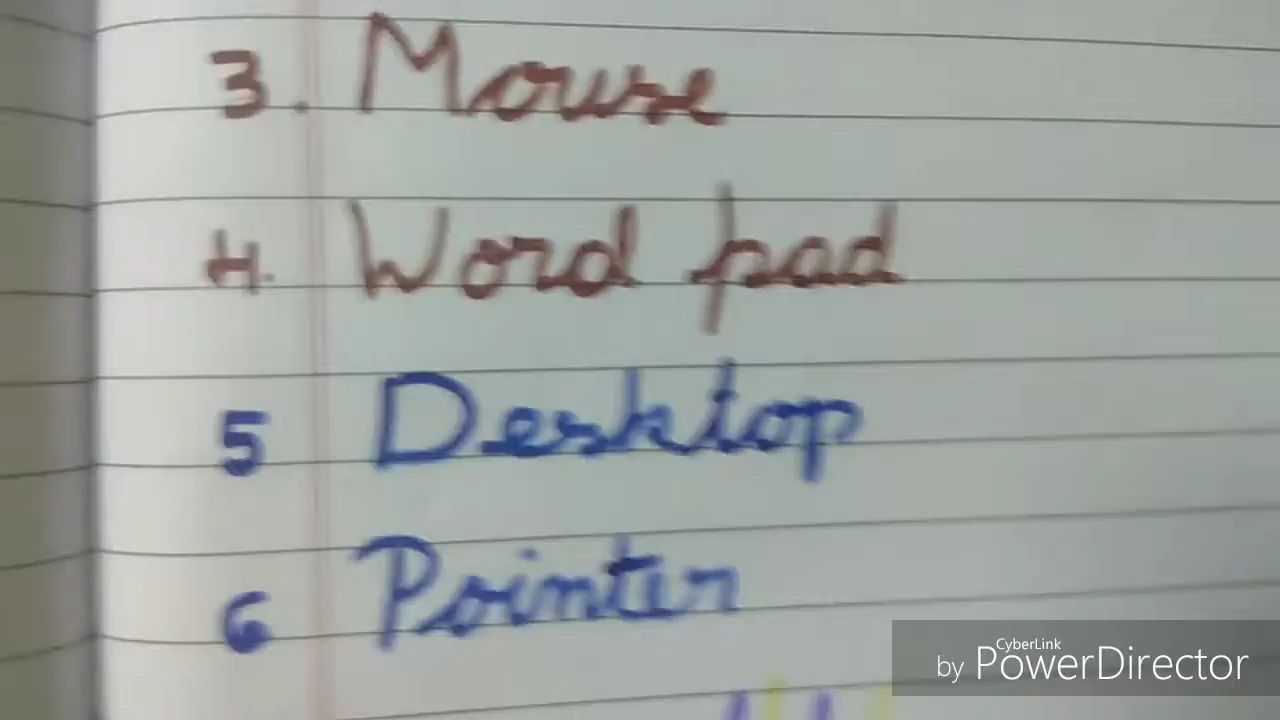 3. Mouse
4. Word pad
5 Desktop
6 Pointer
CyberLink
by PowerDirector